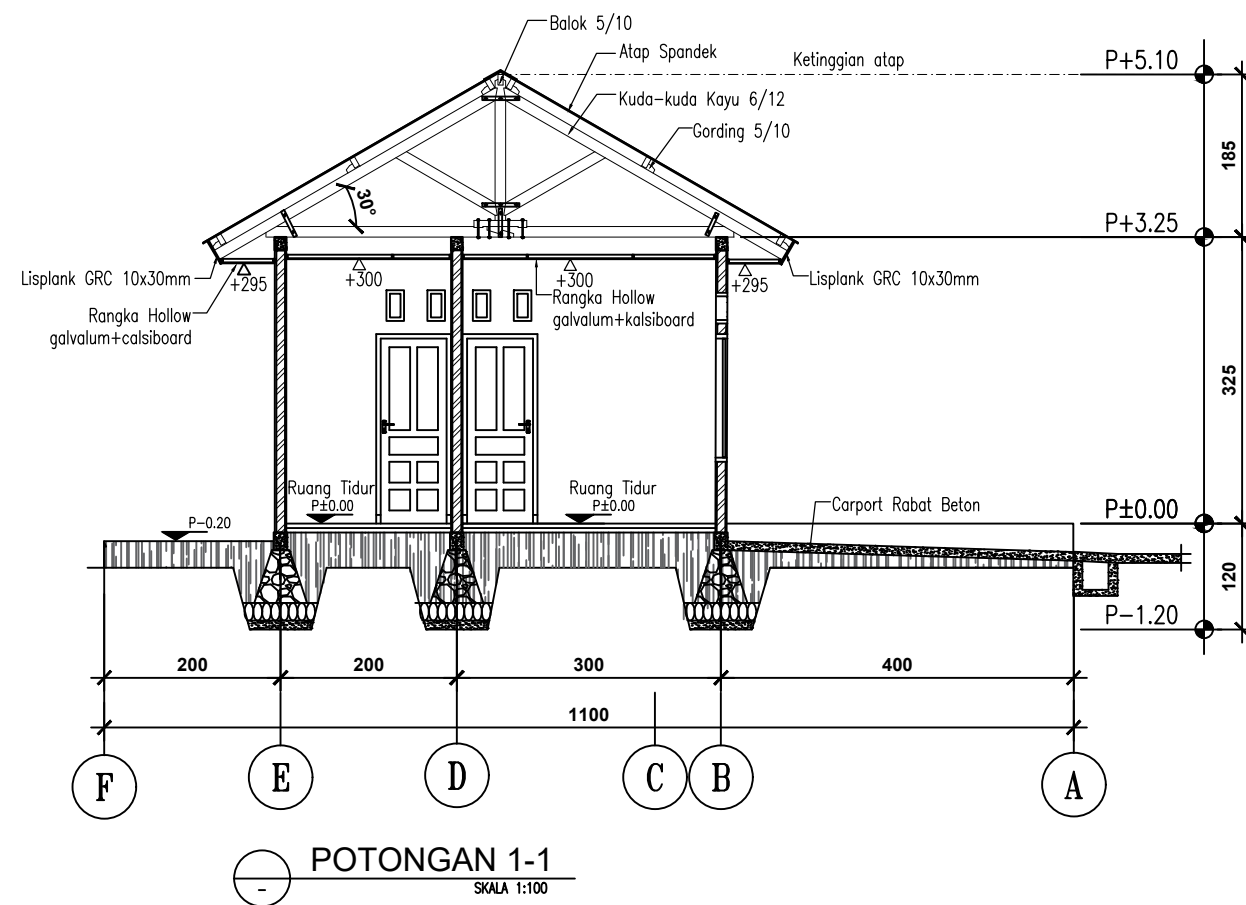 Balok 5/10
Atap Spandek
Ketinggian atap
P+5.10
Kuda-kuda Kayu 6/12
Gording 5/10
185
30°
P+3.25
Lisplank GRC 10x30mm
+295
+300
+300
+295
Lisplank GRC 10x30mm
Rangka Hollow
galvalum+calsiboard
Rangka Hollow
galvalum+kalsiboard
325
Ruang Tidur
P±0.00
Ruang Tidur
P±0.00
Carport Rabat Beton
P±0.00
P-0.20
120
P-1.20
200
200
300
400
1100
F
E
D
C
B
A
POTONGAN 1-1
-
SKALA 1:100